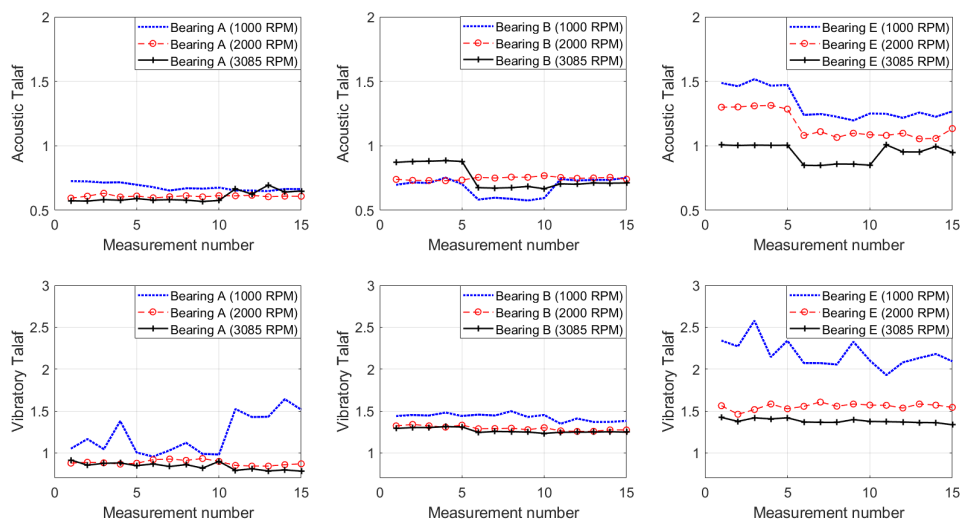 2
1.5
1
0.5
0
5
10
15
Acoustic Talaf
Measurement number
Bearing A (1000 RPM)
Bearing A (2000 RPM)
Bearing A (3085 RPM)
2
1.5
1
0.5
0
5
10
15
Acoustic Talaf
Measurement number
Bearing B (1000 RPM)
Bearing B (2000 RPM)
Bearing B (3085 RPM)
2
1.5
1
0.5
0
5
10
15
Acoustic Talaf
Measurement number
Bearing E (1000 RPM)
Bearing E (2000 RPM)
Bearing E (3085 RPM)
3
2.5
2
1.5
1
0
5
10
15
Vibratory Talaf
Measurement number
Bearing A (1000 RPM)
Bearing A (2000 RPM)
Bearing A (3085 RPM)
3
2.5
2
1.5
1
0
5
10
15
Vibratory Talaf
Measurement number
Bearing B (1000 RPM)
Bearing B (2000 RPM)
Bearing B (3085 RPM)
3
2.5
2
1.5
1
0
5
10
15
Vibratory Talaf
Measurement number
Bearing E (1000 RPM)
Bearing E (2000 RPM)
Bearing E (3085 RPM)